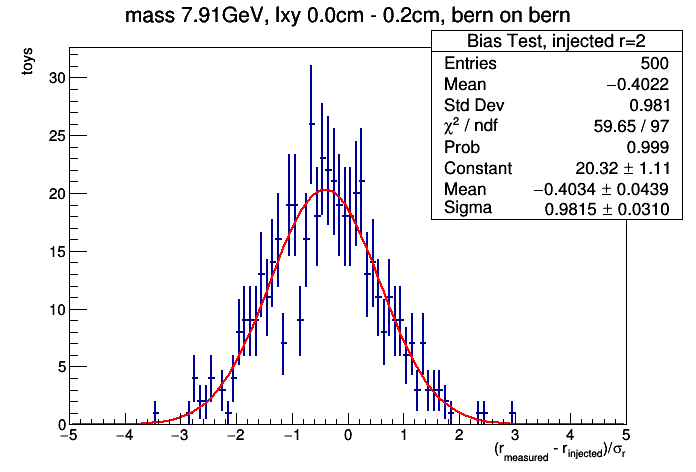 mass 7.91GeV, lxy 0.0cm - 0.2cm, bern on bern
toys
Bias Test, injected r=2
Entries 500
Mean −0.4022
Std Dev 0.981
χ² / ndf 59.65 / 97
Prob 0.999
Constant 20.32 ± 1.11
Mean −0.4034 ± 0.0439
Sigma 0.9815 ± 0.0310
30
25
20
15
10
5
0
−5 −4 −3 −2 −1 0 1 2 3 4 5
(r_measured - r_injected)/σ_r